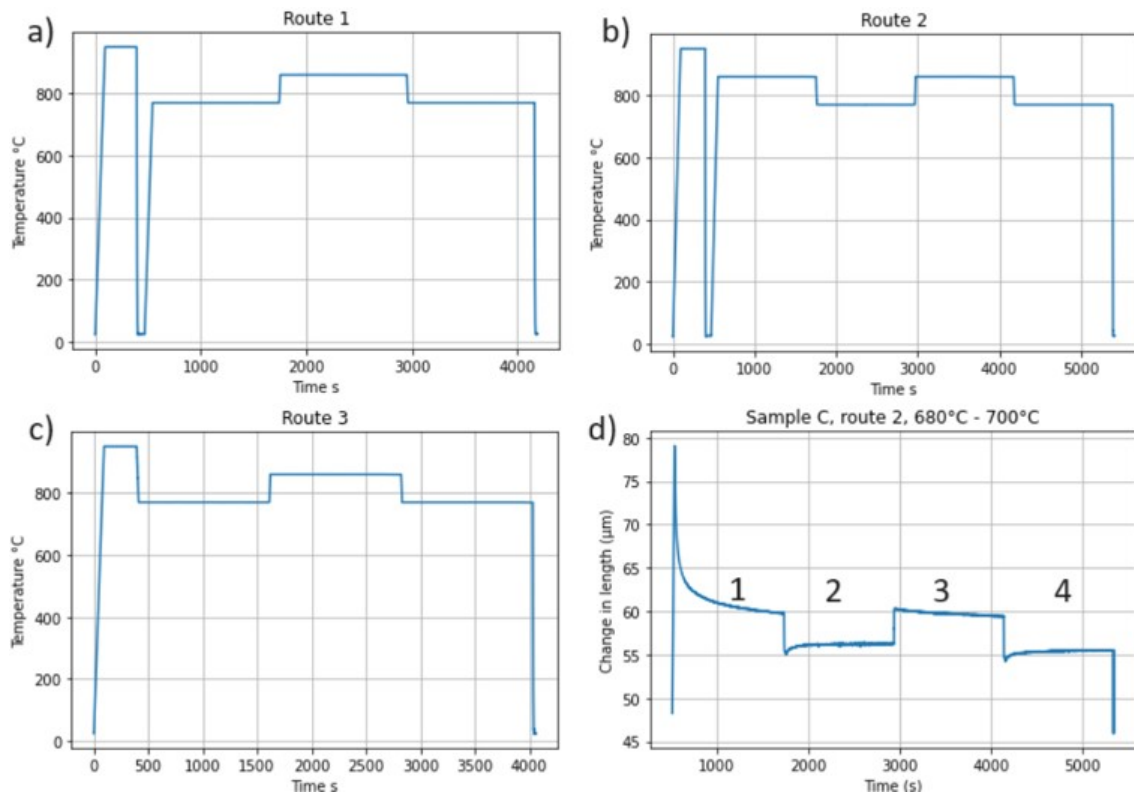 a)
Route 1
Temperature °C
800
600
400
200
0
0 1000 2000 3000 4000
Time s
b)
Route 2
Temperature °C
800
600
400
200
0
0 1000 2000 3000 4000 5000
Time s
c)
Route 3
Temperature °C
800
600
400
200
0
0 500 1000 1500 2000 2500 3000 3500 4000
Time s
d)
Sample C, route 2, 680°C - 700°C
Change in length (μm)
80
75
70
65
60
55
50
45
1 2 3 4
1000 2000 3000 4000 5000
Time (s)